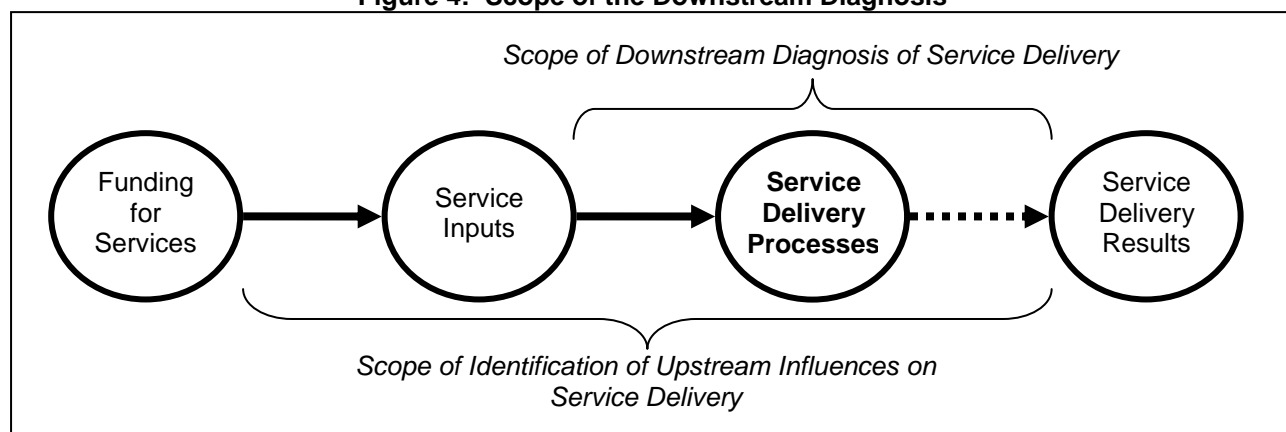 Figure 4: Scope of the Downstream Diagnosis
Scope of Downstream Diagnosis of Service Delivery
Funding
for
Services
Service
Inputs
Service
Delivery
Processes
Service
Delivery
Results
Scope of Identification of Upstream Influences on
Service Delivery